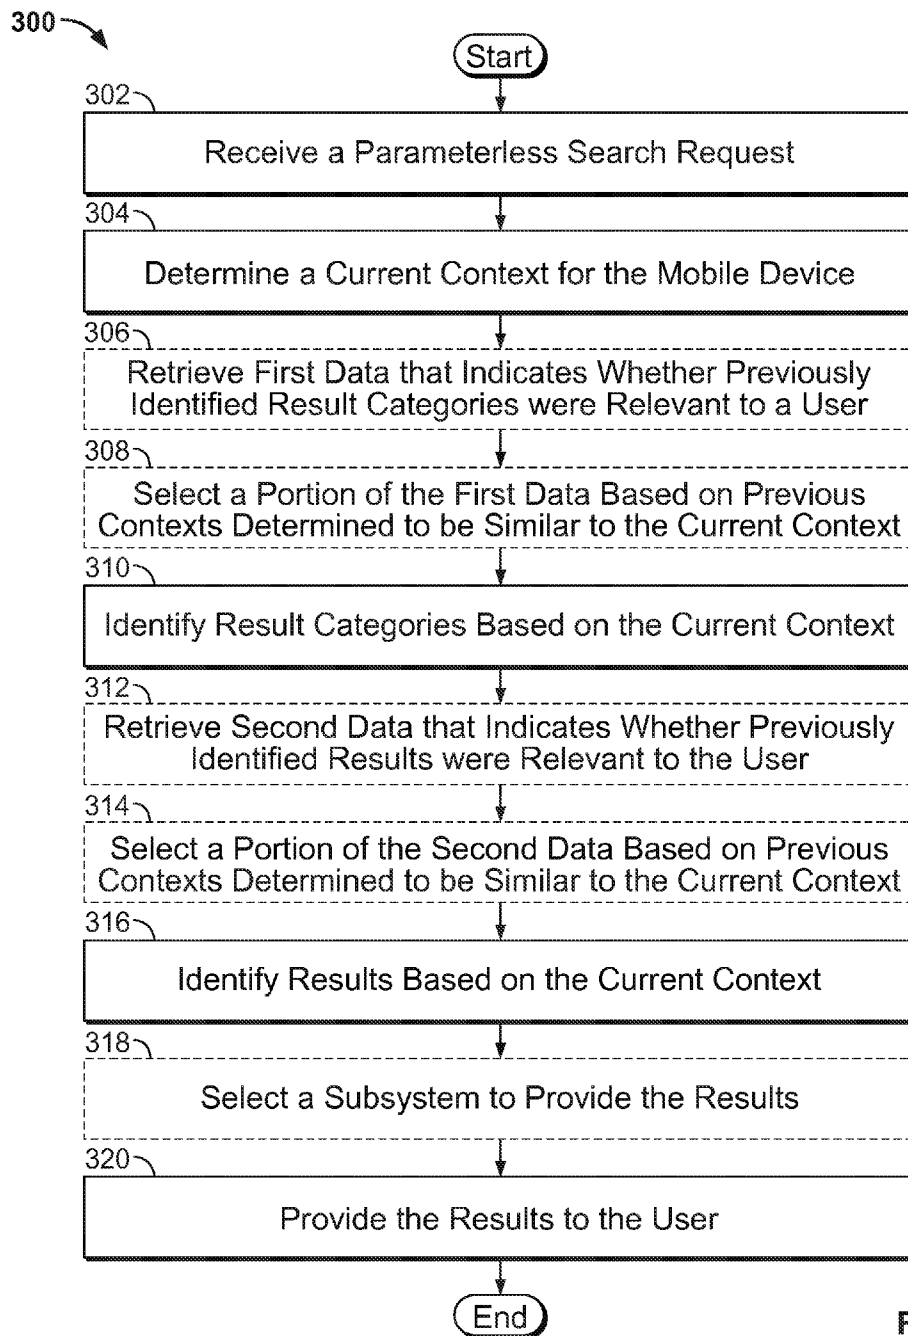 300
Start
302
Receive a Parameterless Search Request
304
Determine a Current Context for the Mobile Device
306
Retrieve First Data that Indicates Whether Previously
Identified Result Categories were Relevant to a User
308
Select a Portion of the First Data Based on Previous
Contexts Determined to be Similar to the Current Context
310
Identify Result Categories Based on the Current Context
312
Retrieve Second Data that Indicates Whether Previously
Identified Results were Relevant to the User
314
Select a Portion of the Second Data Based on Previous
Contexts Determined to be Similar to the Current Context
316
Identify Results Based on the Current Context
318
Select a Subsystem to Provide the Results
320
Provide the Results to the User
End